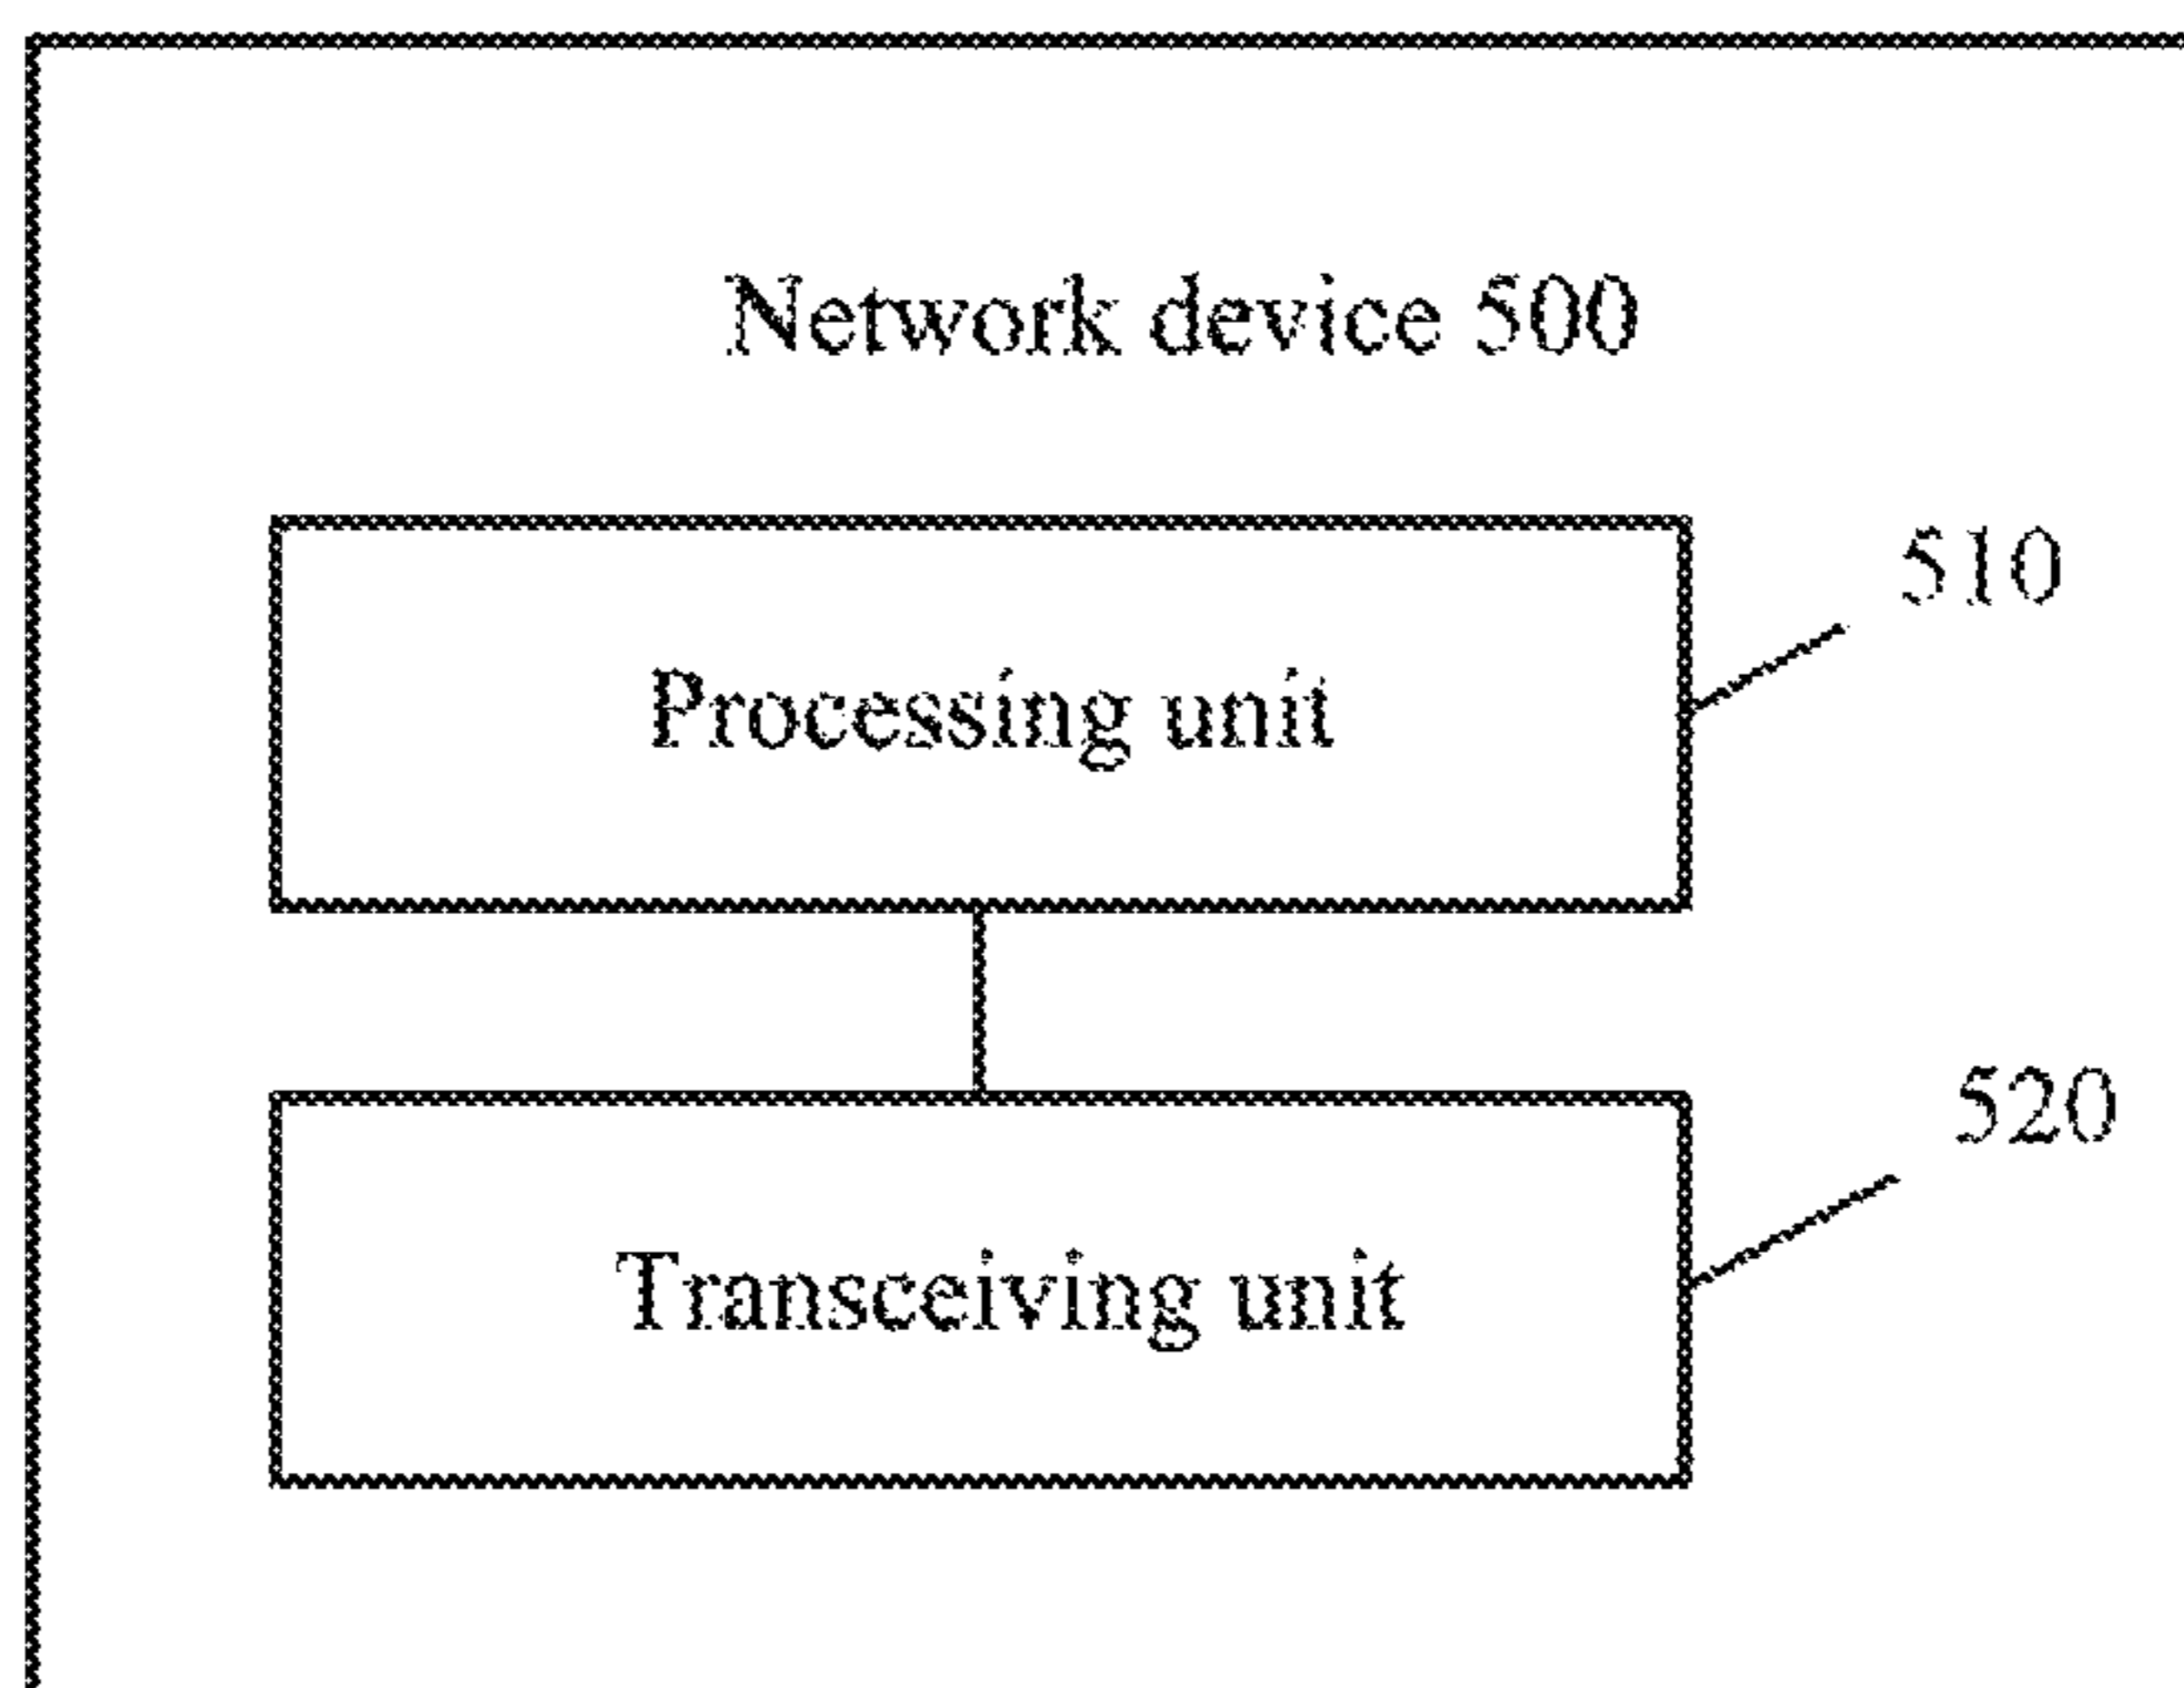 Network device 500
510
Processing unit
520
Transceiving unit